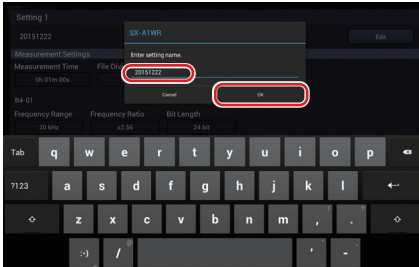 Setting 1
SX-A1WR
20151222
Edit
Enter setting name.
Measurement Settings
Measurement Time File Div
20151222
0h 01m 00s
Cancel OK
B4-01
Frequency Range Frequency Ratio Bit Length
20 kHz x2.56 24 bit
Tab q w e r t y u i o p
?123 a s d f g h j k l
z x c v b n m , .
:-) / ' -